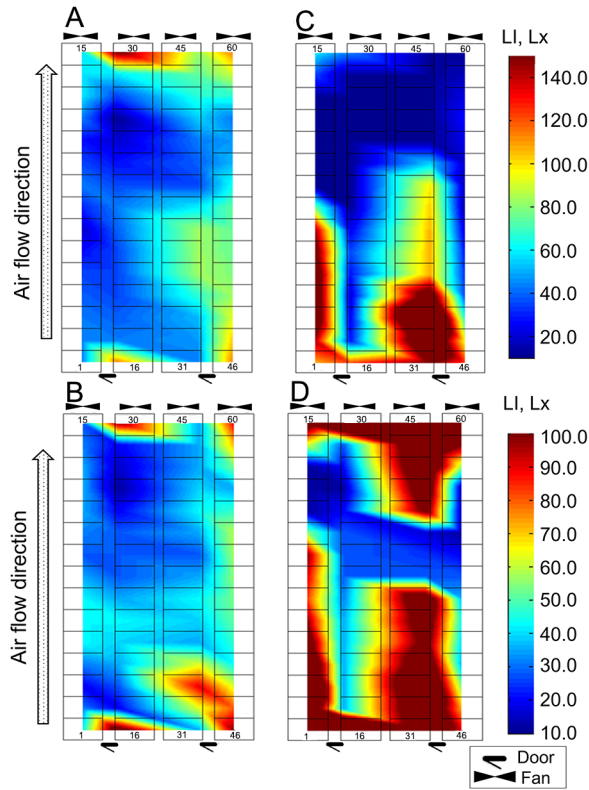 A
C
15 30 45 60
15 30 45 60
LI, Lx
140.0
120.0
100.0
80.0
60.0
40.0
20.0
Air flow direction
1 16 31 46
1 16 31 46
B
D
15 30 45 60
15 30 45 60
LI, Lx
100.0
90.0
80.0
70.0
60.0
50.0
40.0
30.0
20.0
10.0
Air flow direction
1 16 31 46
1 16 31 46
Door
Fan